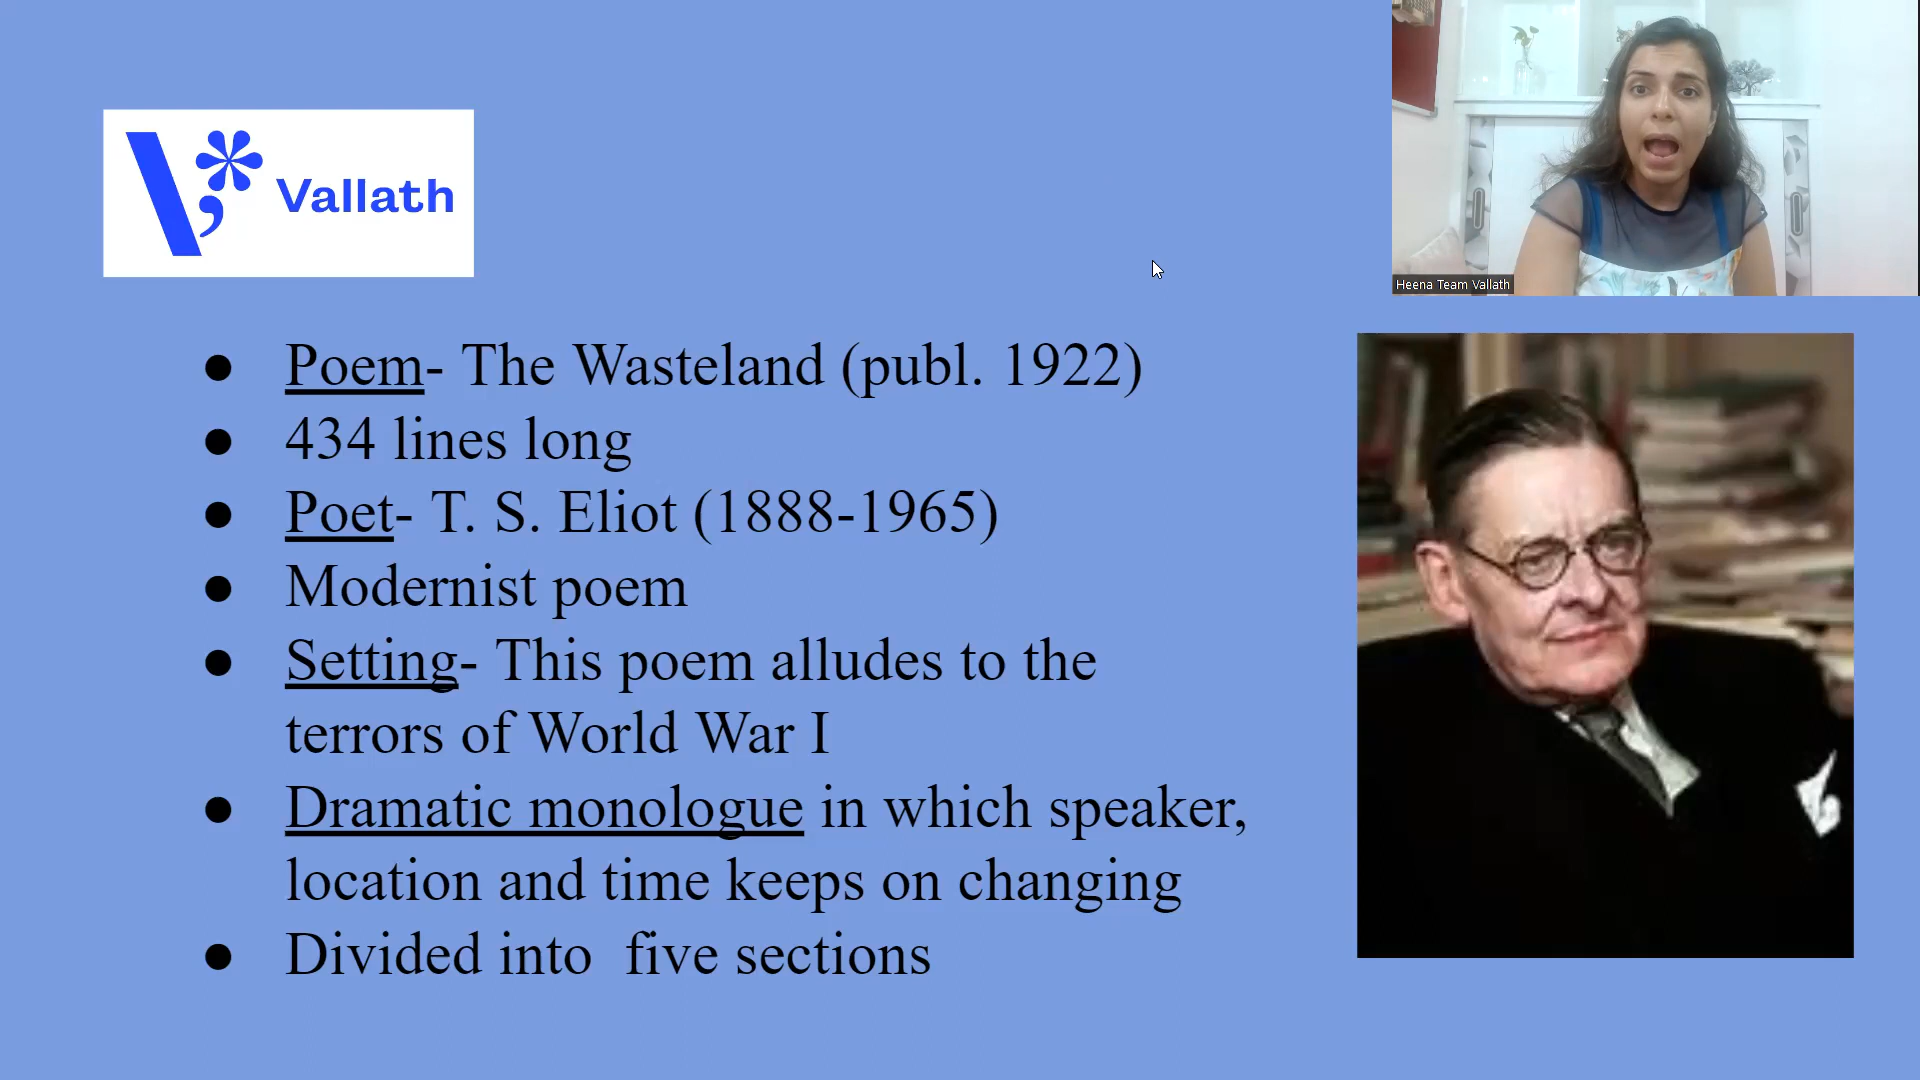 Vallath
Heena Team Vallath
● Poem- The Wasteland (publ. 1922)
● 434 lines long
● Poet- T. S. Eliot (1888-1965)
● Modernist poem
● Setting- This poem alludes to the
terrors of World War I
● Dramatic monologue in which speaker,
location and time keeps on changing
● Divided into  five sections